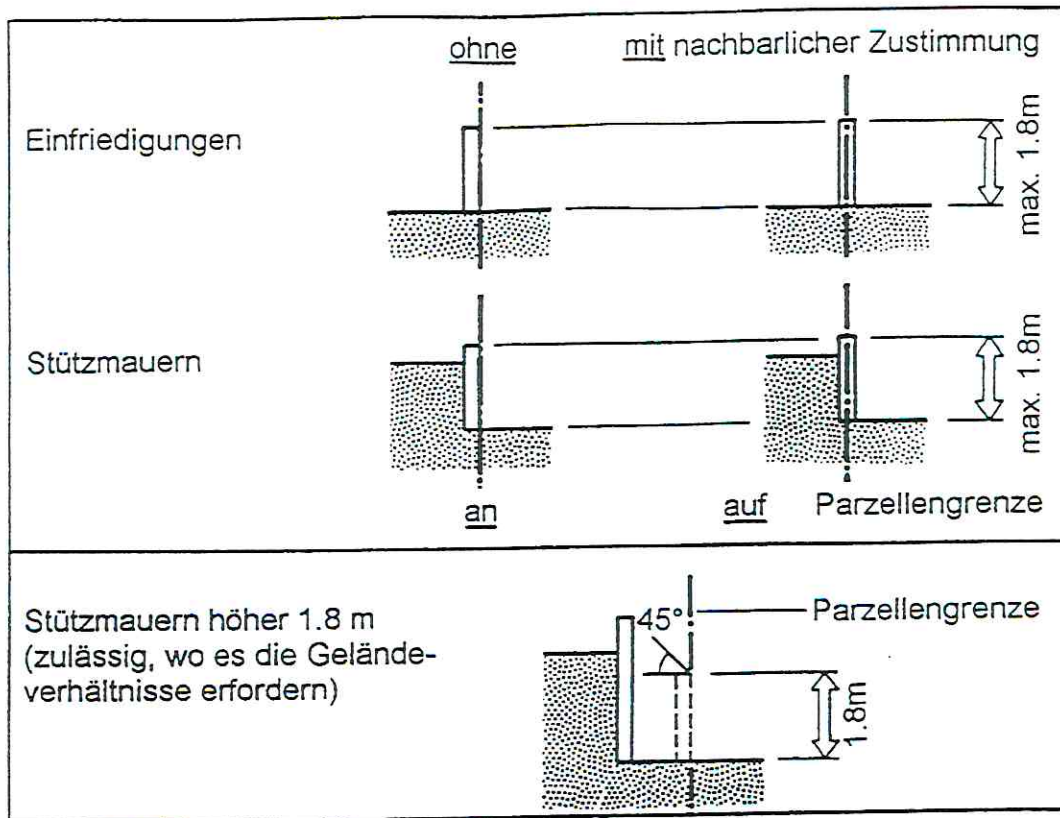 ohne mit nachbarlicher Zustimmung
Einfriedigungen
max. 1.8m
Stützmauern
max. 1.8m
an auf Parzellengrenze
Stützmauern höher 1.8 m
(zulässig, wo es die Gelände-
verhältnisse erfordern)
45°
Parzellengrenze
1.8m